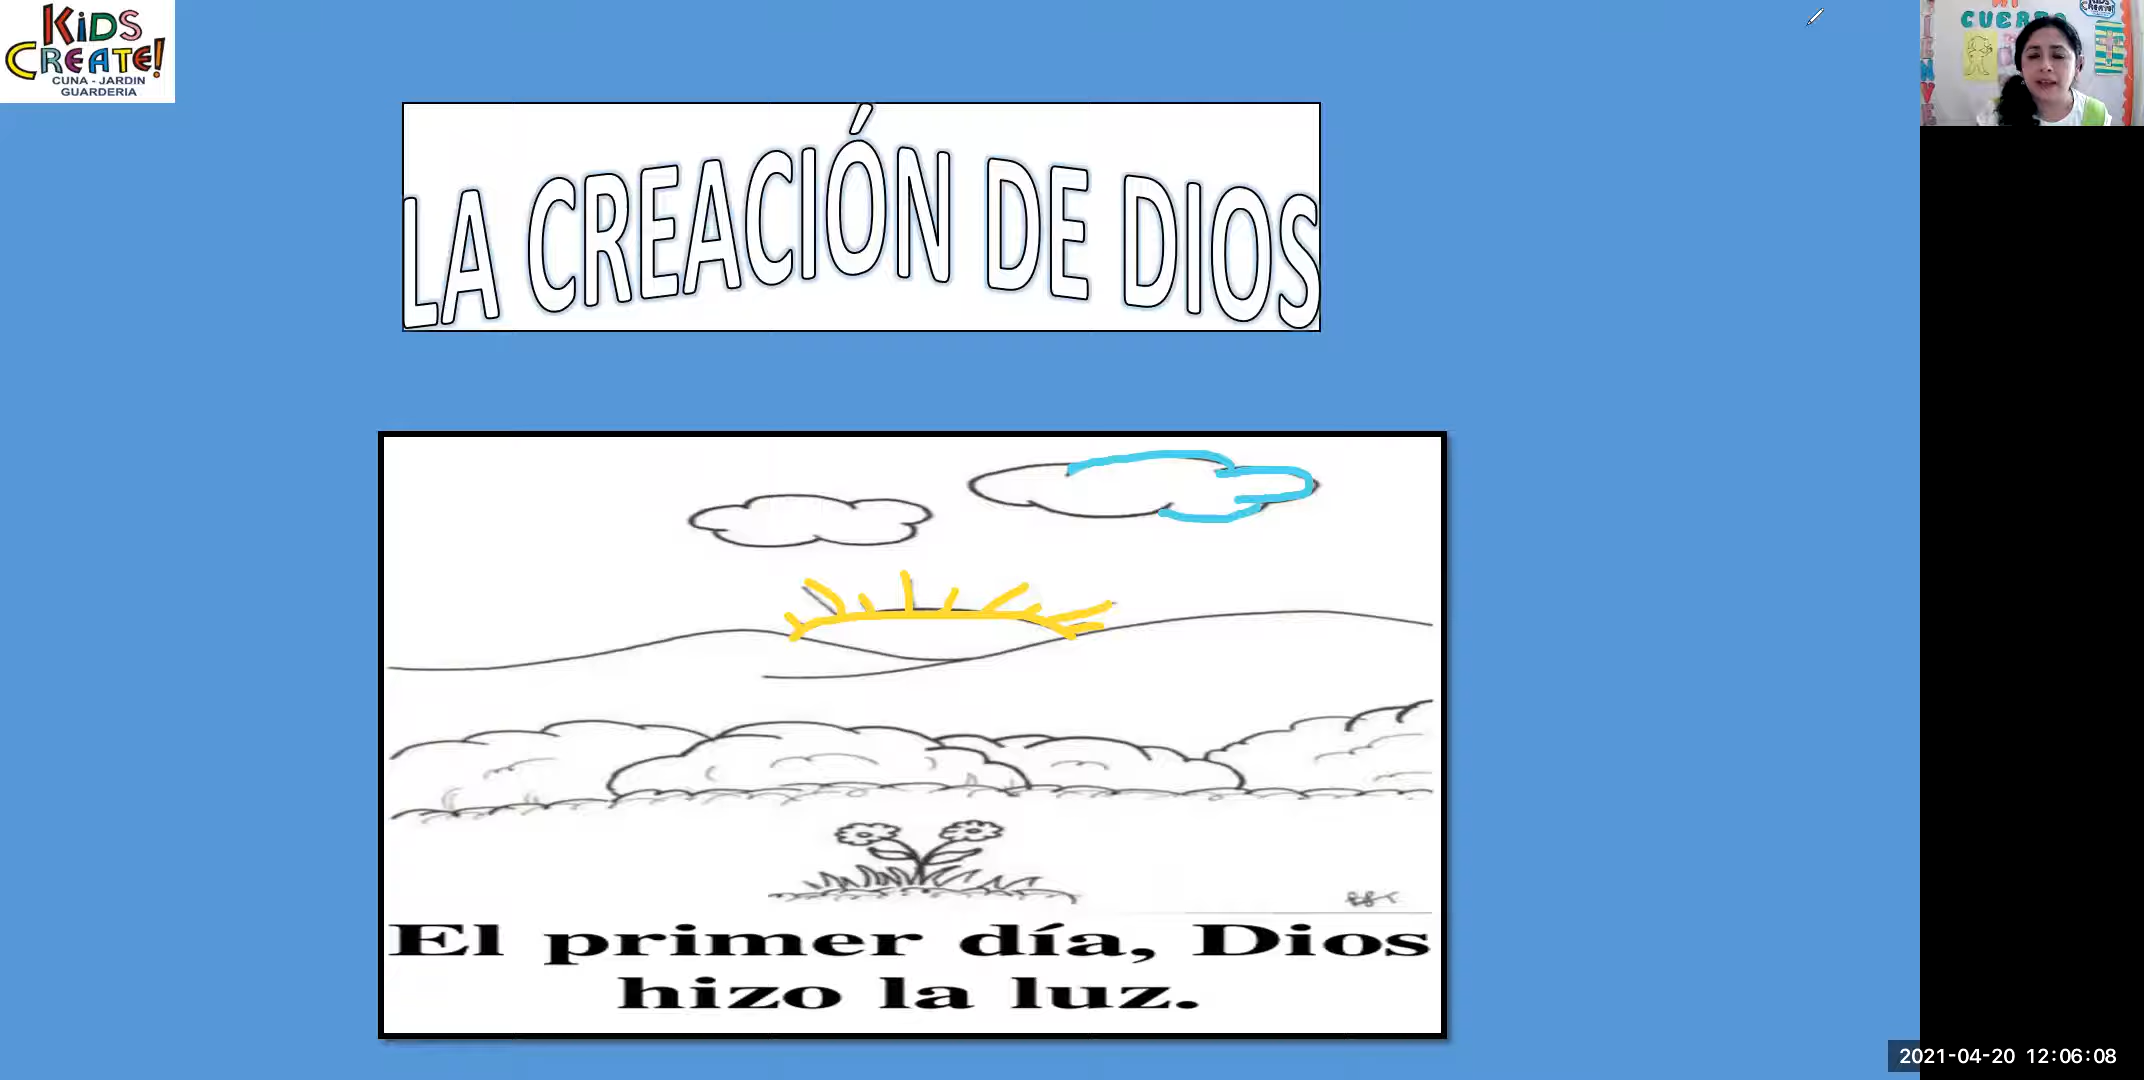 KiDS
CREATE!
CUNA - JARDIN
GUARDERIA
CUERPO
LA CREACIÓN DE DIOS
El primer día, Dios
hizo la luz.
2021-04-20 12:06:08